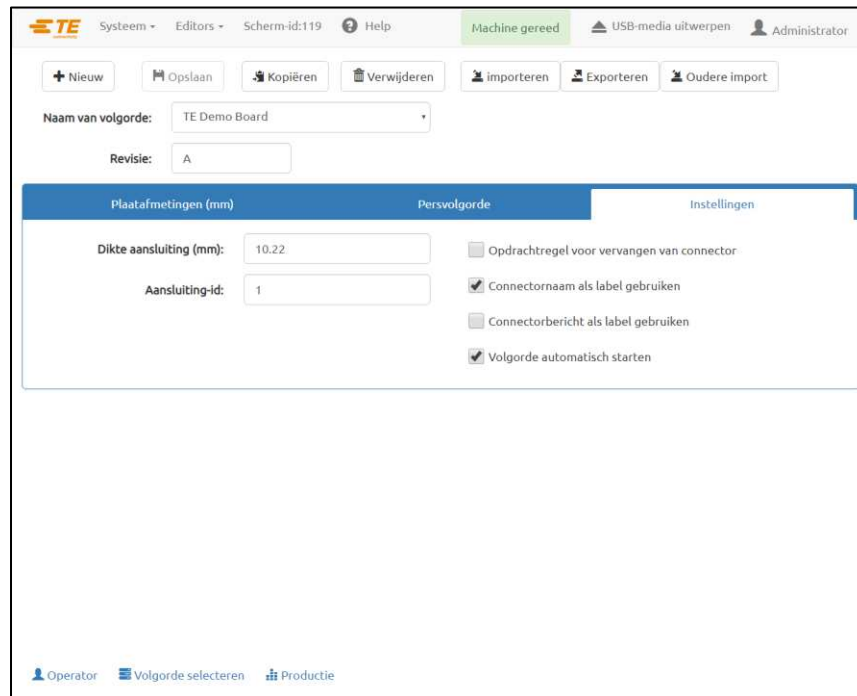 TE Systeem Editors Scherm-id:119 Help Machine gereed USB-media uitwerpen Administrator
Nieuw Opslaan Kopiëren Verwijderen importeren Exporteren Oudere import
Naam van volgorde: TE Demo Board
Revisie: A
Plaatafmetingen (mm) Persvolgorde Instellingen
Dikte aansluiting (mm): 10.22 Opdrachtregel voor vervangen van connector
Aansluiting-id: 1 Connectornaam als label gebruiken
Connectorbericht als label gebruiken
Volgorde automatisch starten
Operator Volgorde selecteren Productie